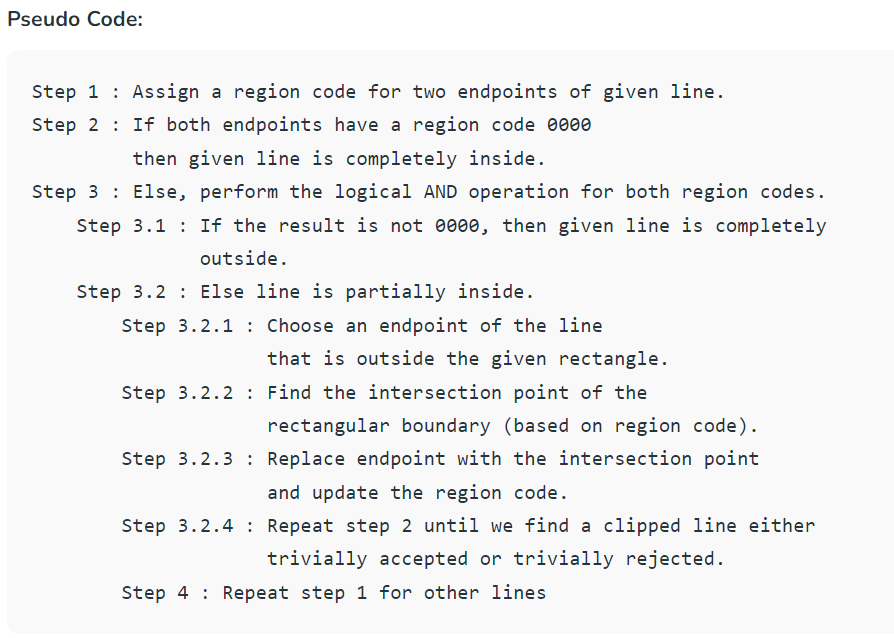 Pseudo Code:
Step 1 : Assign a region code for two endpoints of given line.
Step 2 : If both endpoints have a region code 0000
then given line is completely inside.
Step 3 : Else, perform the logical AND operation for both region codes.
Step 3.1 : If the result is not 0000, then given line is completely
outside.
Step 3.2 : Else line is partially inside.
Step 3.2.1 : Choose an endpoint of the line
that is outside the given rectangle.
Step 3.2.2 : Find the intersection point of the
rectangular boundary (based on region code).
Step 3.2.3 : Replace endpoint with the intersection point
and update the region code.
Step 3.2.4 : Repeat step 2 until we find a clipped line either
trivially accepted or trivially rejected.
Step 4 : Repeat step 1 for other lines